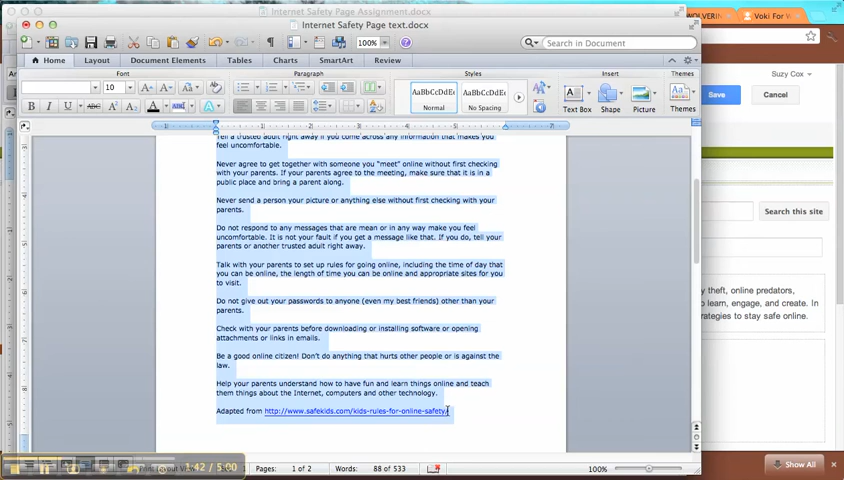 Internet Safety Page Assignment.docx
Internet Safety Page text.docx
WOLVERIN
Voki For W
100%
Search in Document
Home
Layout
Document Elements
Tables
Charts
SmartArt
Review
Suzy Cox
Font
Paragraph
Styles
Insert
Themes
10
AaBbCcDdE
AaBbCcDdE
Save
Cancel
Normal
No Spacing
Text Box
Shape
Picture
Themes
Tell a trusted adult right away if you come across any information that makes you
feel uncomfortable.
Never agree to get together with someone you "meet" online without first checking
with your parents. If your parents agree to the meeting, make sure that it is in a
public place and bring a parent along.
Never send a person your picture or anything else without first checking with your
parents.
Search this site
Do not respond to any messages that are mean or in any way make you feel
uncomfortable. It is not your fault if you get a message like that. If you do, tell your
parents or another trusted adult right away.
Talk with your parents to set up rules for going online, including the time of day that
you can be online, the length of time you can be online and appropriate sites for you
to visit.
y theft, online predators,
o learn, engage, and create. In
rategies to stay safe online.
Do not give out your passwords to anyone (even my best friends) other than your
parents.
Check with your parents before downloading or installing software or opening
attachments or links in emails.
Be a good online citizen! Don't do anything that hurts other people or is against the
law.
Help your parents understand how to have fun and learn things online and teach
them things about the Internet, computers and other technology.
Adapted from http://www.safekids.com/kids-rules-for-online-safety/
Print Layout View
:42 / 5:00
Pages: 1 of 2
Words: 88 of 533
100%
Show All